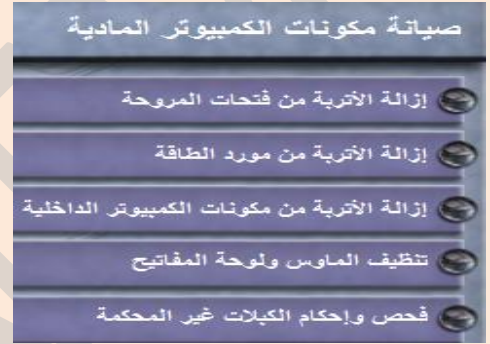 صيانة مكونات الكمبيوتر المادية
إزالة الأتربة من فتحات المروحة
إزالة الأتربة من مورد الطاقة
إزالة الأتربة من مكونات الكمبيوتر الداخلية
تنظيف الماوس ولوحة المفاتيح
فحص وإحكام الكبلات غير المحكمة